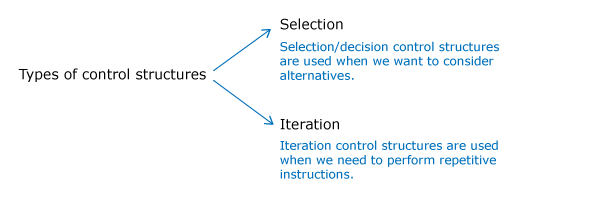 Types of control structures
Selection
Selection/decision control structures
are used when we want to consider
alternatives.
Iteration
Iteration control structures are used
when we need to perform repetitive
instructions.